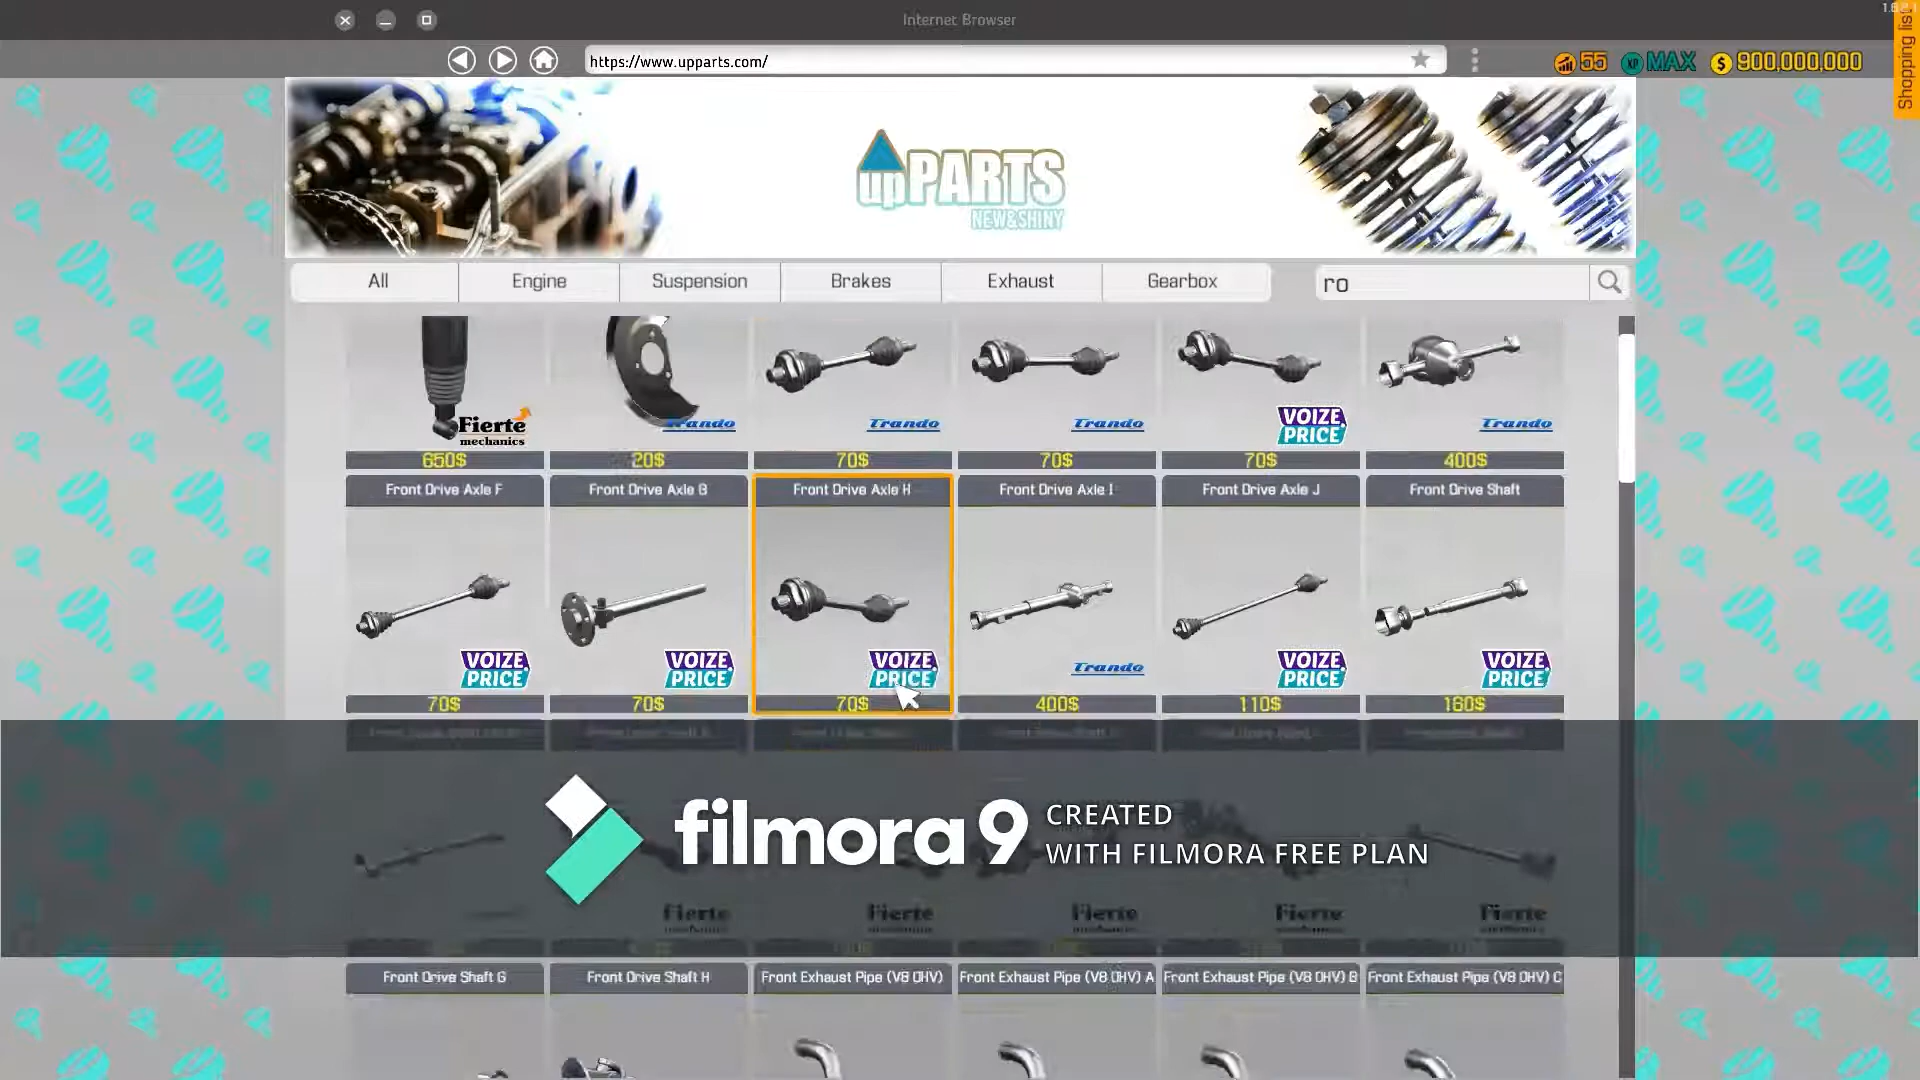 Internet Browser
https://www.upparts.com/
55 XP MAX $ 900,000,000
Shopping list
upPARTS
NEW&SHINY
All Engine Suspension Brakes Exhaust Gearbox ro
Fierte mechanics Trando Trando Trando VOIZE PRICE Trando
650$ 20$ 70$ 70$ 70$ 400$
Front Drive Axle F Front Drive Axle G Front Drive Axle H Front Drive Axle I Front Drive Axle J Front Drive Shaft
VOIZE PRICE VOIZE PRICE VOIZE PRICE Trando VOIZE PRICE VOIZE PRICE
70$ 70$ 70$ 400$ 110$ 160$
filmora9 CREATED
WITH FILMORA FREE PLAN
Fierte Fierte Fierte Fierte Fierte
Front Drive Shaft G Front Drive Shaft H Front Exhaust Pipe (V8 OHV) Front Exhaust Pipe (V8 OHV) A Front Exhaust Pipe (V8 OHV) B Front Exhaust Pipe (V8 OHV) C